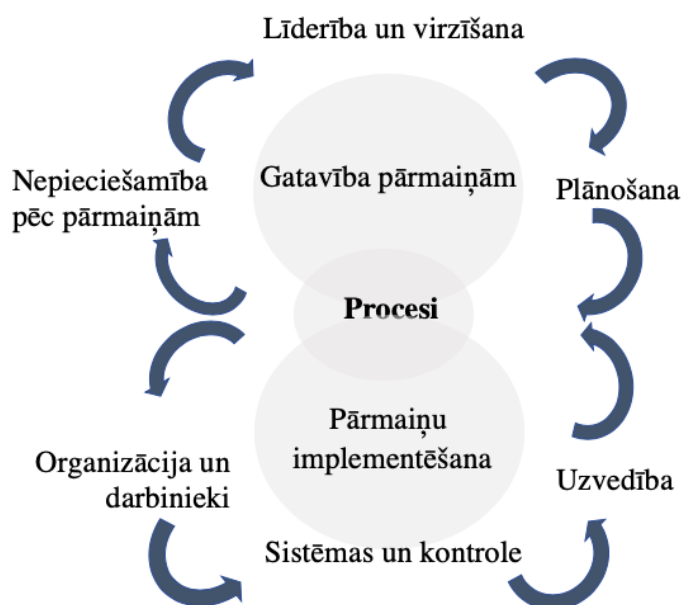 Līderība un virzīšana
Gatavība pārmaiņām
Nepieciešamība
pēc pārmaiņām
Plānošana
Procesi
Pārmaiņu
implementēšana
Organizācija un
darbinieki
Uzvedība
Sistēmas un kontrole